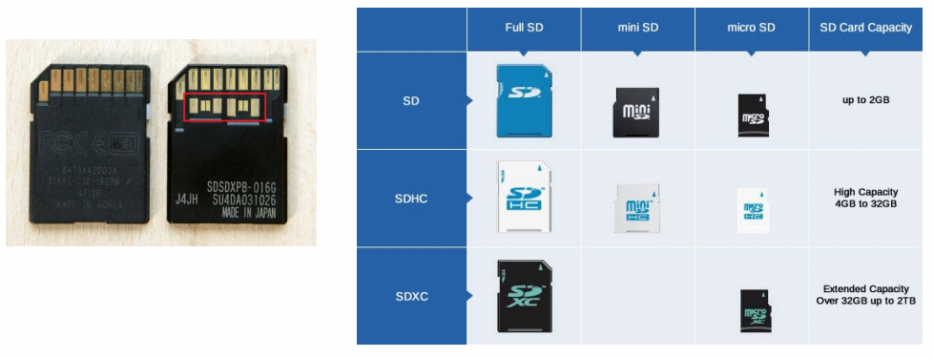 FCC CE
MADE IN KOREA
SDSDXPB-016G
J4JH SU4DA031026
MADE IN JAPAN
Full SD mini SD micro SD SD Card Capacity
SD SD mini SD micro SD up to 2GB
SDHC SD HC mini SD HC micro SD HC High Capacity
4GB to 32GB
SDXC SD XC micro SD XC Extended Capacity
Over 32GB up to 2TB